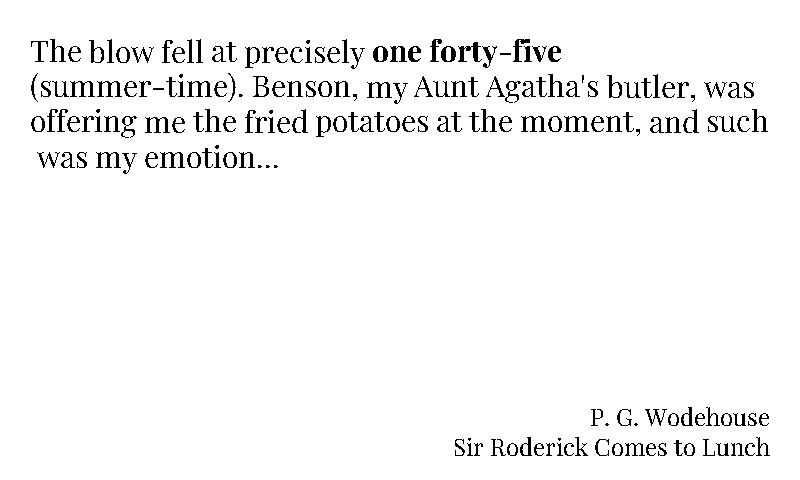 The blow fell at precisely one forty-five
(summer-time). Benson, my Aunt Agatha's butler, was
offering me the fried potatoes at the moment, and such
was my emotion...
P. G. Wodehouse
Sir Roderick Comes to Lunch